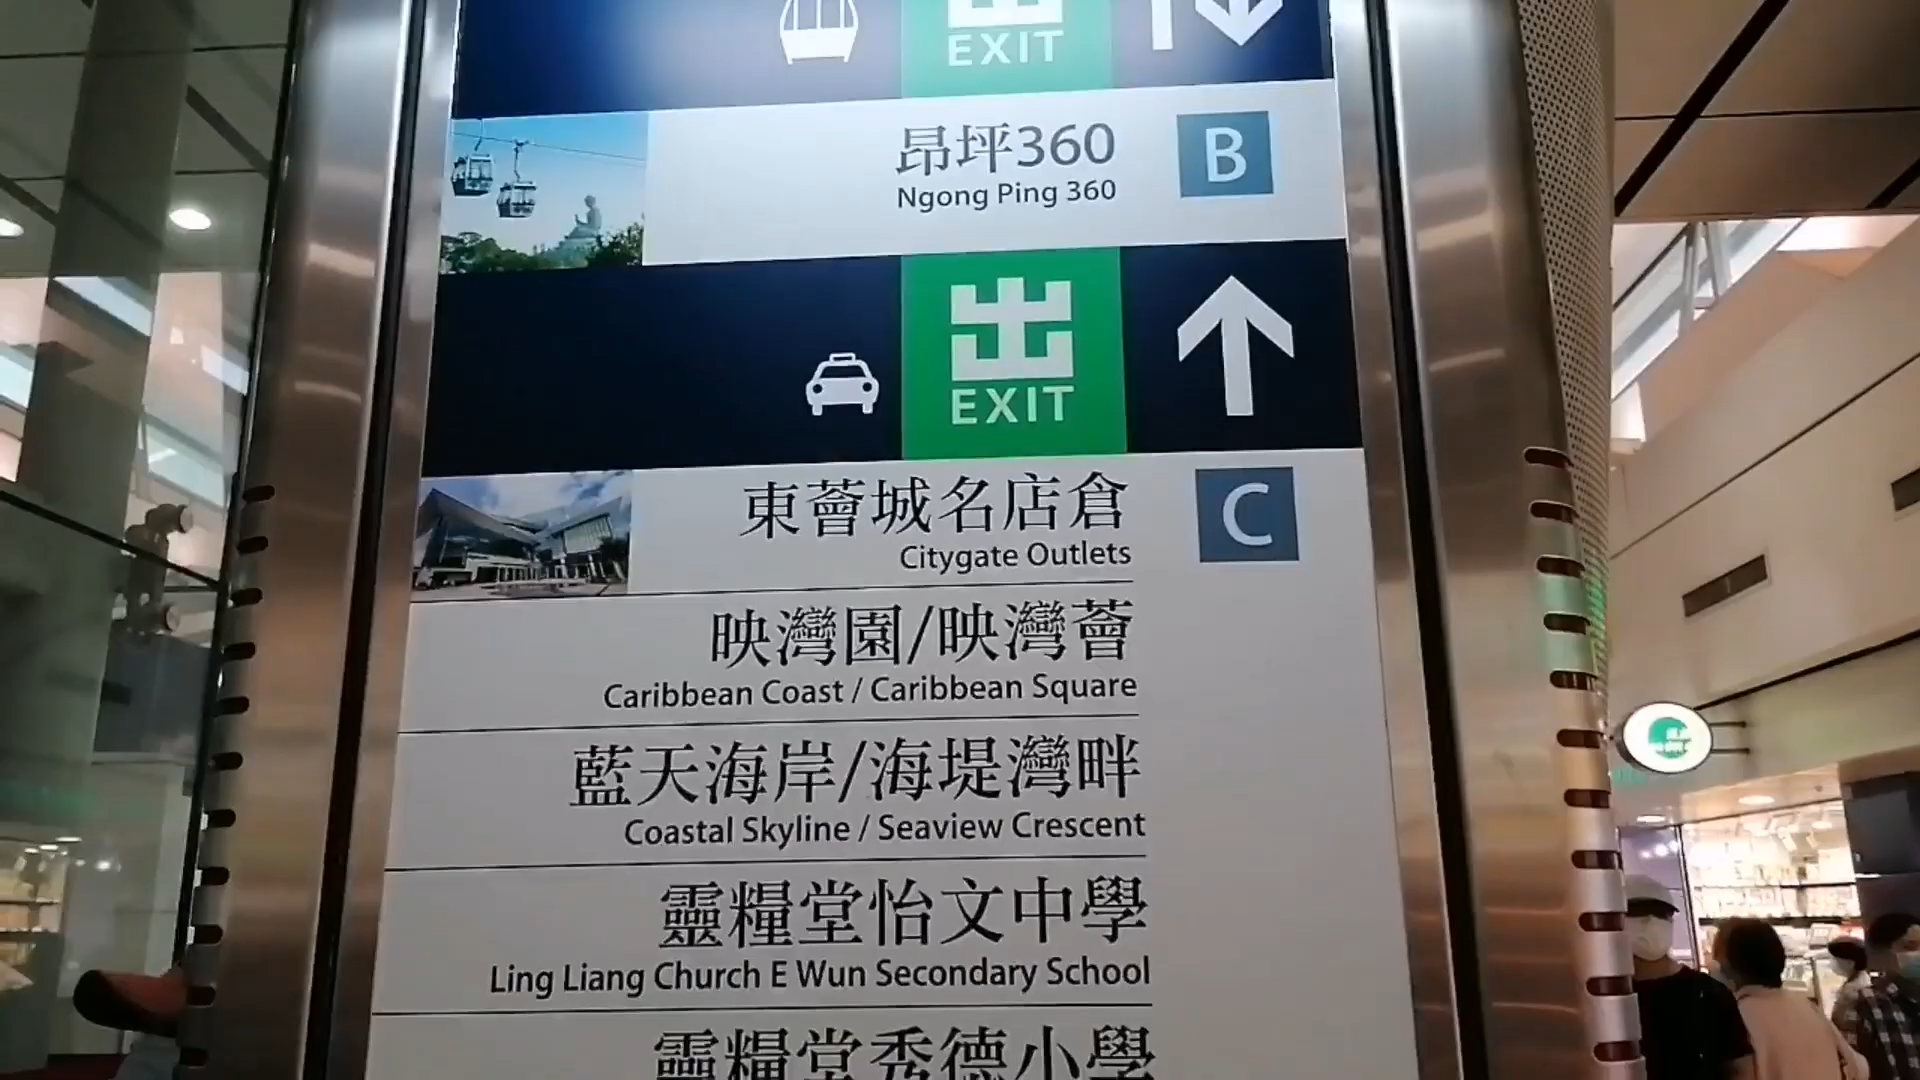 出
EXIT
昂坪360
Ngong Ping 360
B
出
EXIT
東薈城名店倉
Citygate Outlets
C
映灣園/映灣薈
Caribbean Coast / Caribbean Square
藍天海岸/海堤灣畔
Coastal Skyline / Seaview Crescent
靈糧堂怡文中學
Ling Liang Church E Wun Secondary School
靈糧堂秀德小學